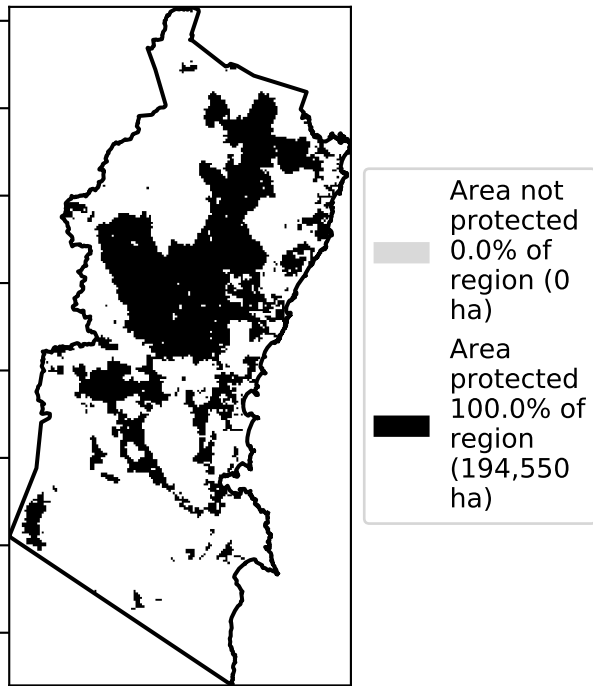 Area not
protected
0.0% of
region (0
ha)
Area
protected
100.0% of
region
(194,550
ha)